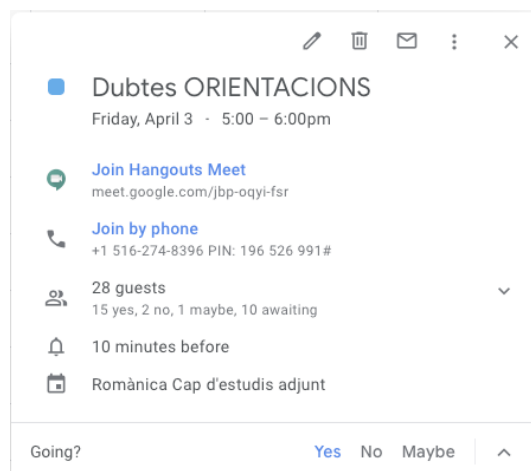 Dubtes ORIENTACIONS
Friday, April 3 · 5:00 – 6:00pm
Join Hangouts Meet
meet.google.com/jbp-oqyi-fsr
Join by phone
+1 516-274-8396 PIN: 196 526 991#
28 guests
15 yes, 2 no, 1 maybe, 10 awaiting
10 minutes before
Romànica Cap d'estudis adjunt
Going? Yes No Maybe